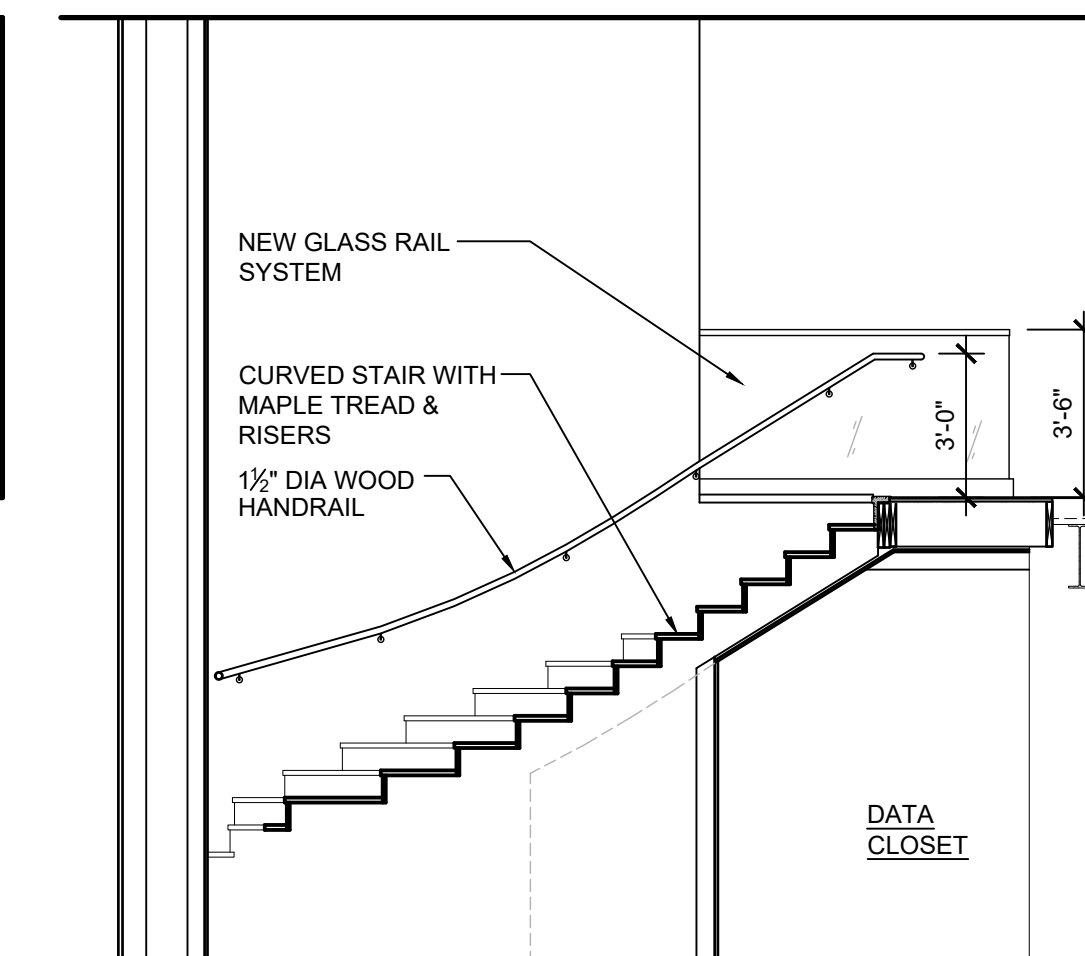 NEW GLASS RAIL
SYSTEM
CURVED STAIR WITH
MAPLE TREAD &
RISERS
1½" DIA WOOD
HANDRAIL
3'-0"
3'-6"
DATA
CLOSET